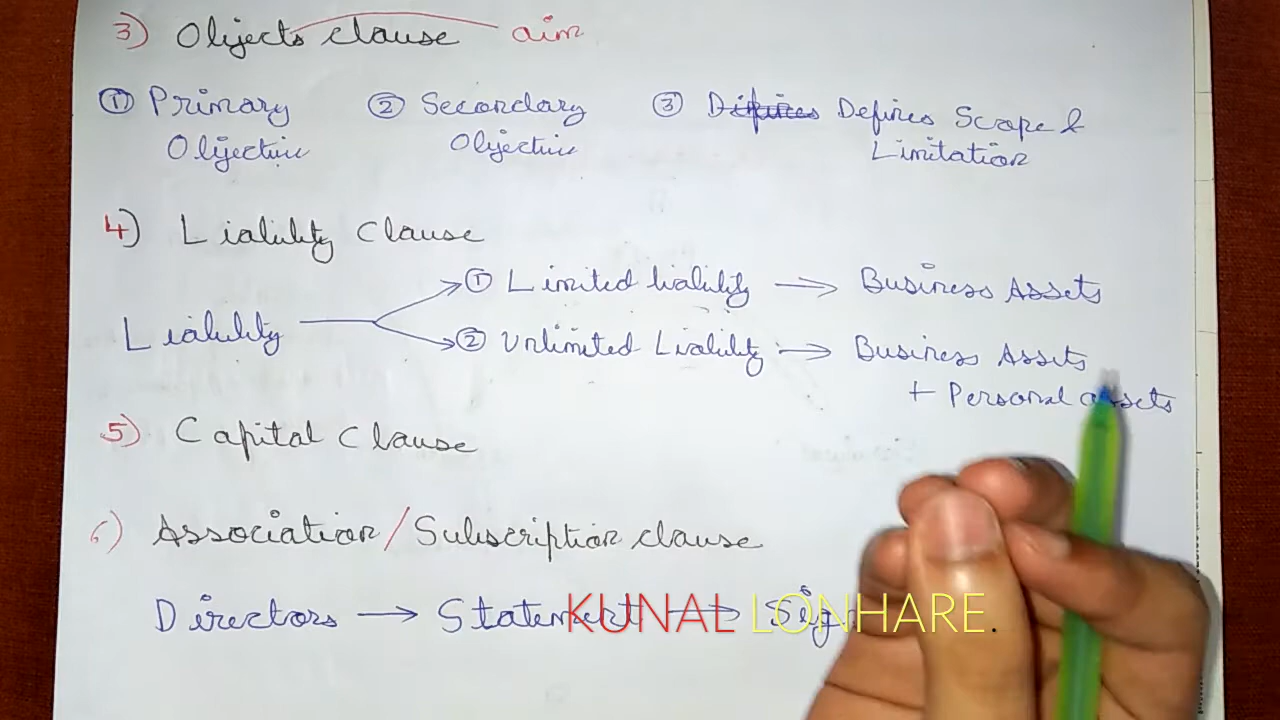 3) Objects clause aim
① Primary Objective
② Secondary Objective
③ Defines Scope & Limitation
4) Liability Clause
Liability
① Limited liability → Business Assets
② Unlimited Liability → Business Assets
+ Personal assets
5) Capital Clause
6) Association/Subscription clause
Directors → Statement → Sign
KUNAL LONHARE.